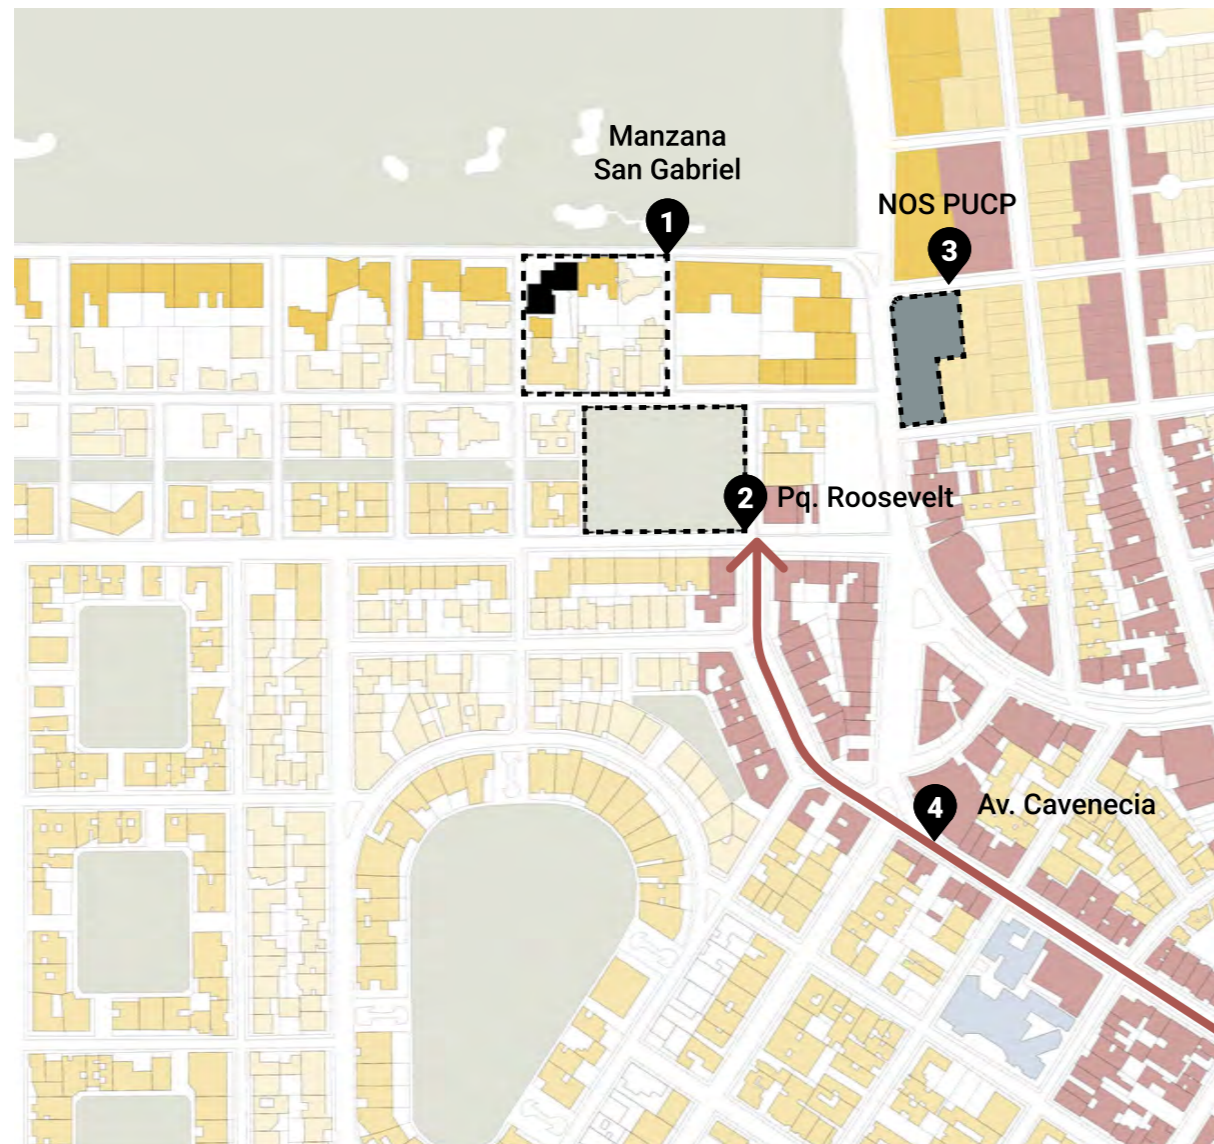 Manzana
San Gabriel
1
NOS PUCP
3
2
Pq. Roosevelt
4
Av. Cavenecia